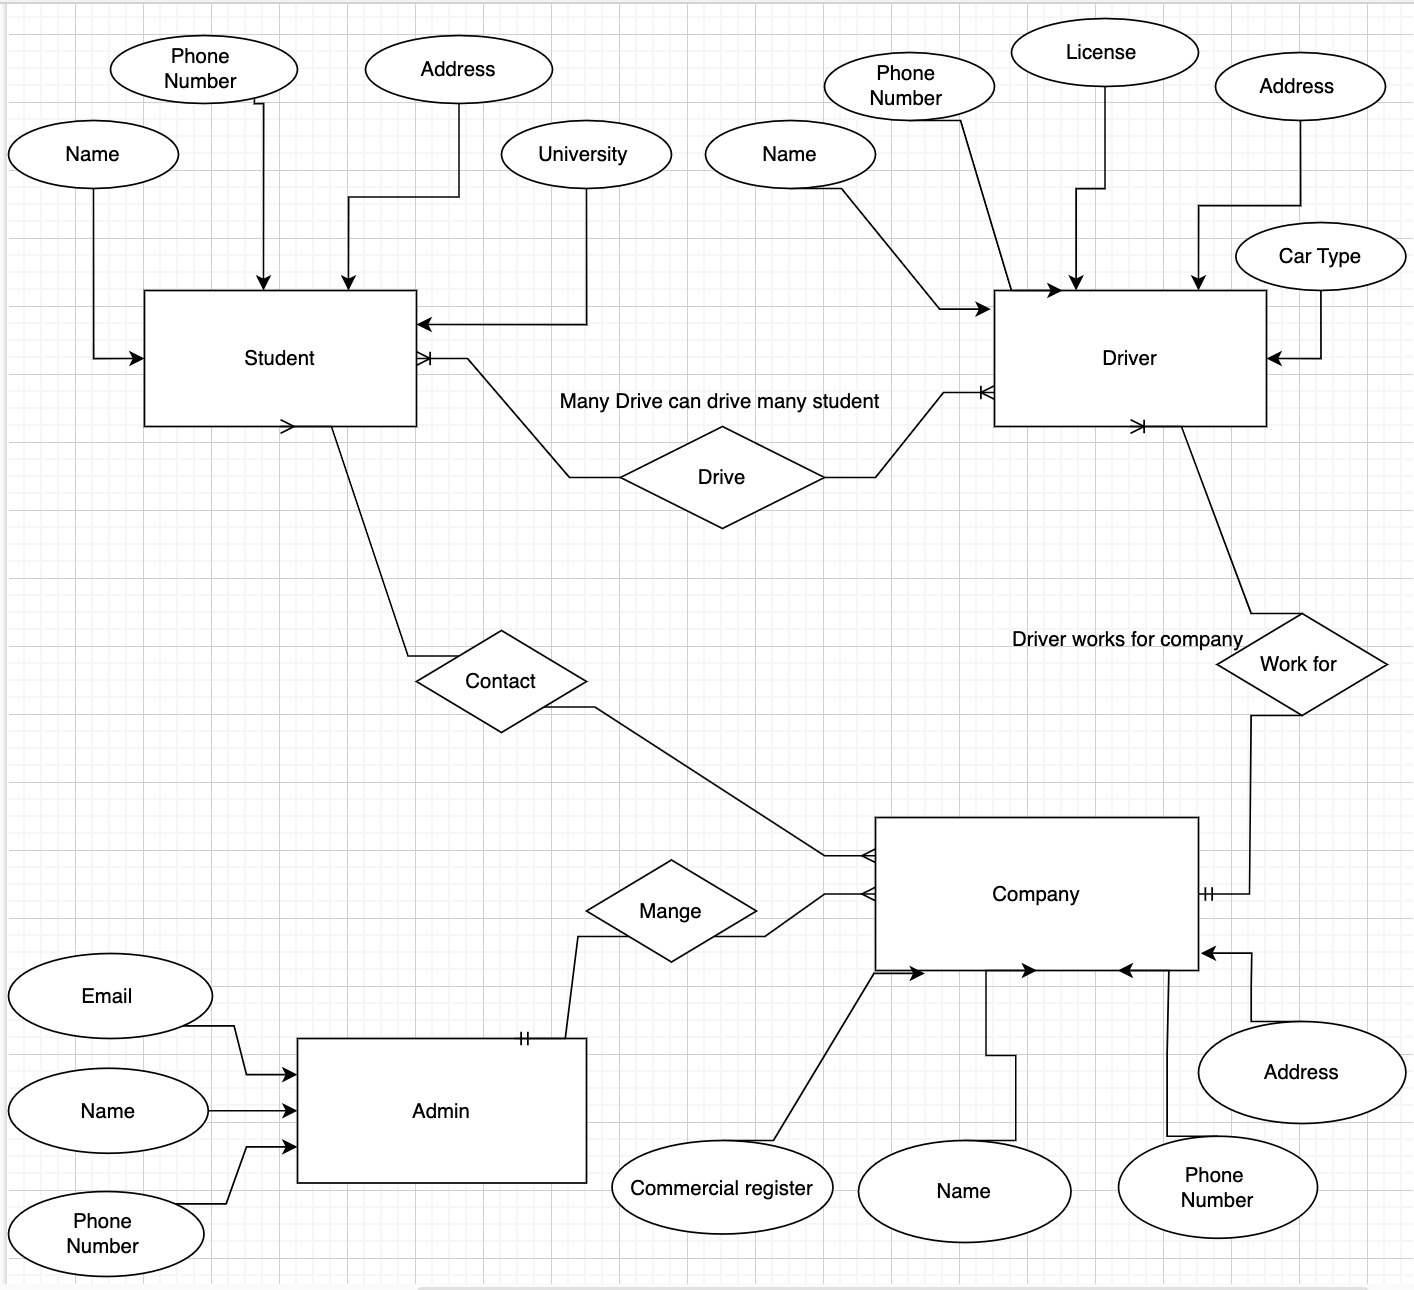 License
Phone
Number
Address
Phone
Number
Address
Name
University
Name
Car Type
Student
Driver
Many Drive can drive many student
Drive
Driver works for company
Work for
Contact
Company
Mange
Email
Address
Admin
Name
Commercial register
Name
Phone
Number
Phone
Number